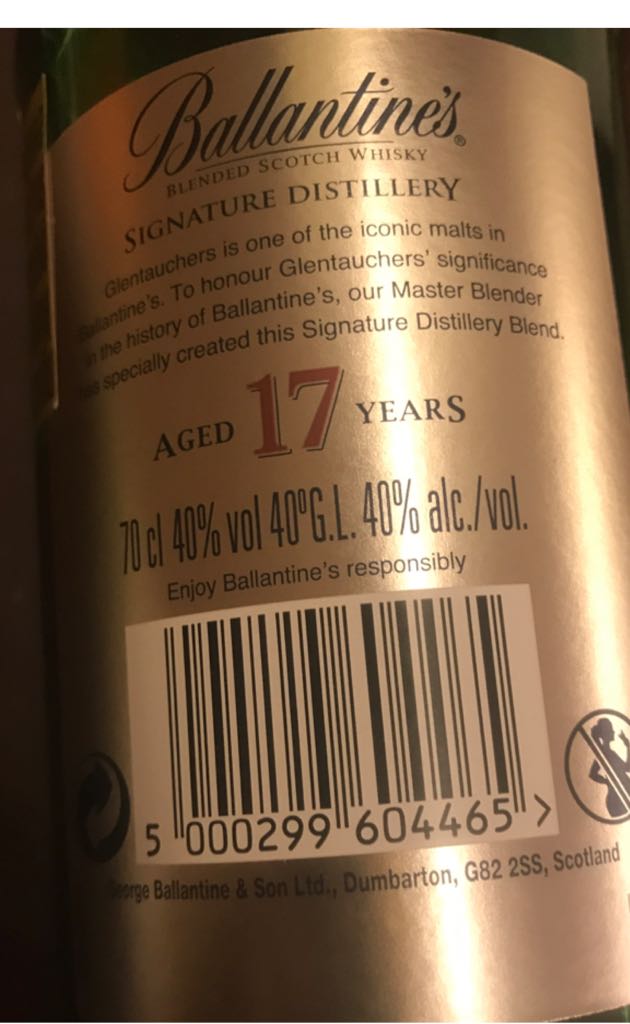 Ballantine's®
BLENDED SCOTCH WHISKY
SIGNATURE DISTILLERY
Glentauchers is one of the iconic malts in
Ballantine's. To honour Glentauchers' significance
in the history of Ballantine's, our Master Blender
has specially created this Signature Distillery Blend.
AGED 17 YEARS
70 cl 40% vol 40ºG.L. 40% alc./vol.
Enjoy Ballantine's responsibly
5 000299 604465 >
George Ballantine & Son Ltd., Dumbarton, G82 2SS, Scotland